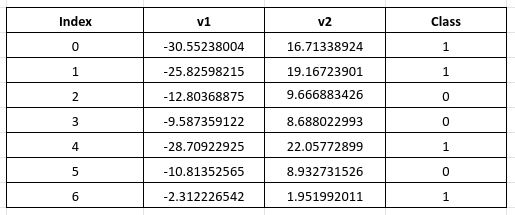 Index v1 v2 Class
0 -30.55238004 16.71338924 1
1 -25.82598215 19.16723901 1
2 -12.80368875 9.666883426 0
3 -9.587359122 8.688022993 0
4 -28.70922925 22.05772899 1
5 -10.81352565 8.932731526 0
6 -2.312226542 1.951992011 1